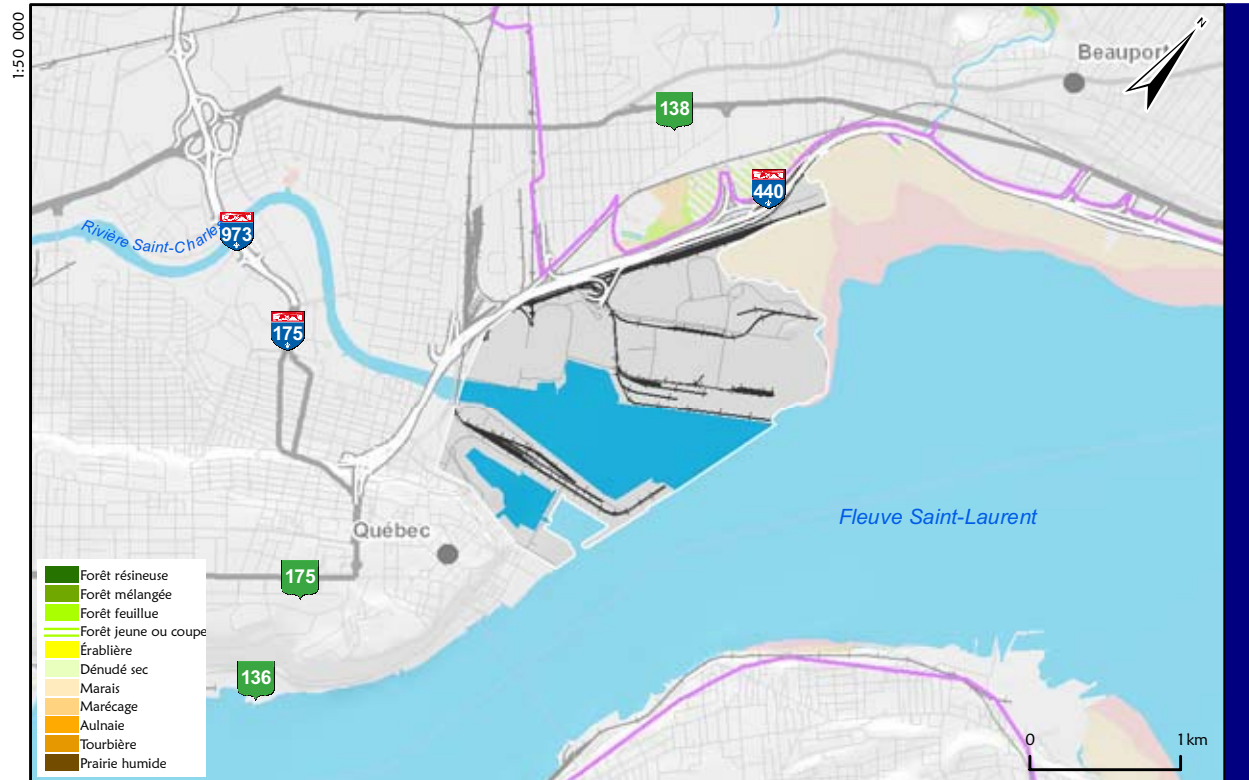 1:50 000
N
Beauport
138
440
Rivière Saint-Charles
973
175
Fleuve Saint-Laurent
Québec
175
136
Forêt résineuse
Forêt mélangée
Forêt feuillue
Forêt jeune ou coupe
Érablière
Dénudé sec
Marais
Marécage
Aulnaie
Tourbière
Prairie humide
0 1 km